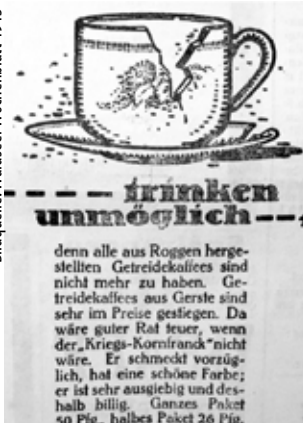 – – – – trinken
unmöglich – –,
denn alle aus Roggen herge-
stellten Getreidekaffees sind
nicht mehr zu haben. Ge-
treidekaffees aus Gerste sind
sehr im Preise gestiegen. Da
wäre guter Rat teuer, wenn
der „Kriegs-Kornfranck" nicht
wäre. Er schmeckt vorzüg-
lich, hat eine schöne Farbe;
er ist sehr ausgiebig und des-
halb billig. Ganzes Paket
50 Pfg., halbes Paket 26 Pfg.